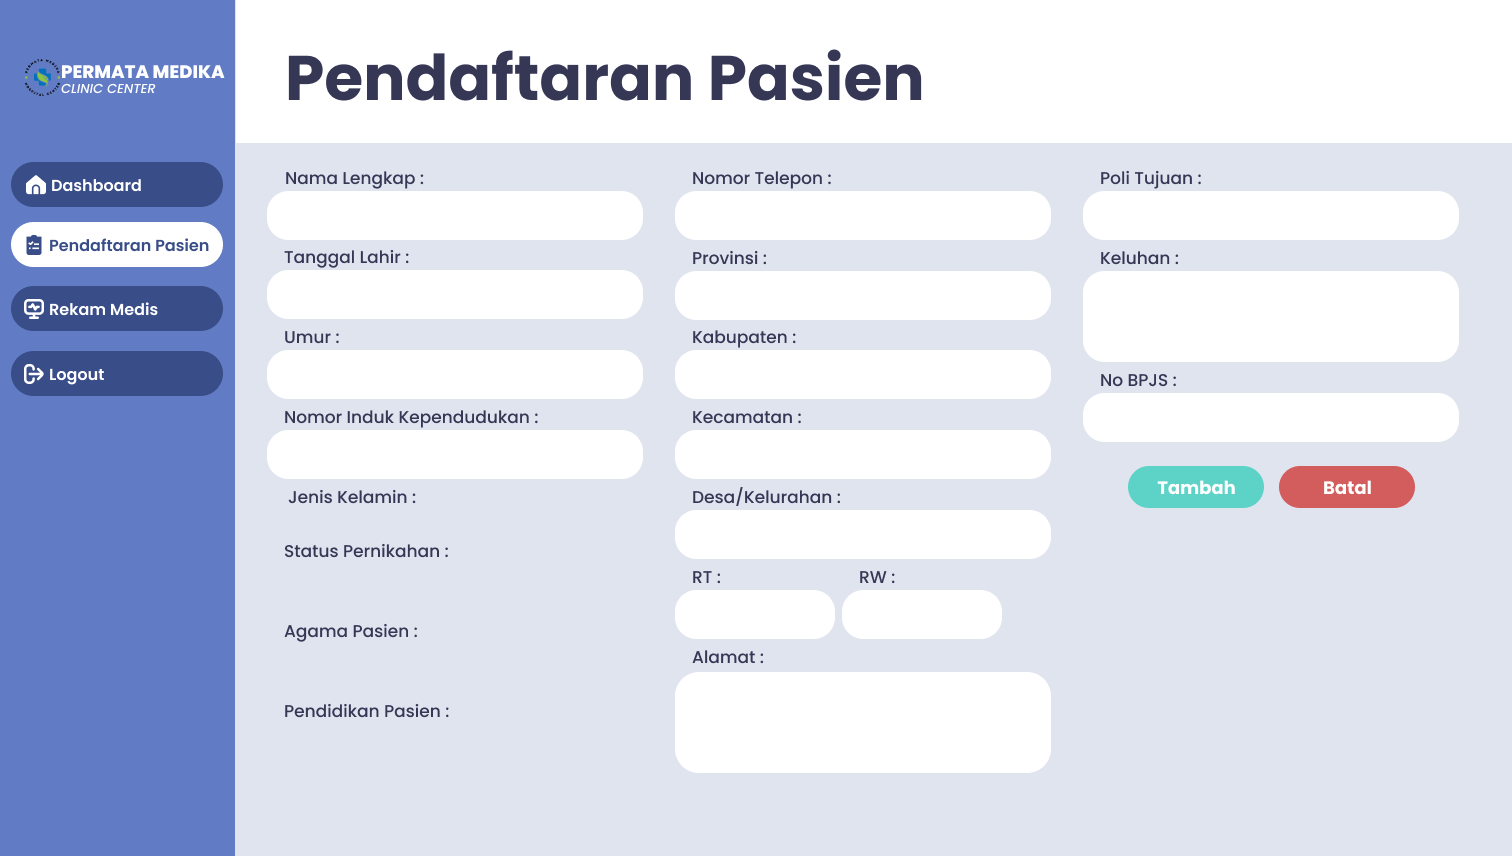 PERMATA MEDIKA
CLINIC CENTER
Dashboard
Pendaftaran Pasien
Rekam Medis
Logout
Pendaftaran Pasien
Nama Lengkap :
Tanggal Lahir :
Umur :
Nomor Induk Kependudukan :
Jenis Kelamin :
Status Pernikahan :
Agama Pasien :
Pendidikan Pasien :
Nomor Telepon :
Provinsi :
Kabupaten :
Kecamatan :
Desa/Kelurahan :
RT :
RW :
Alamat :
Poli Tujuan :
Keluhan :
No BPJS :
Tambah
Batal